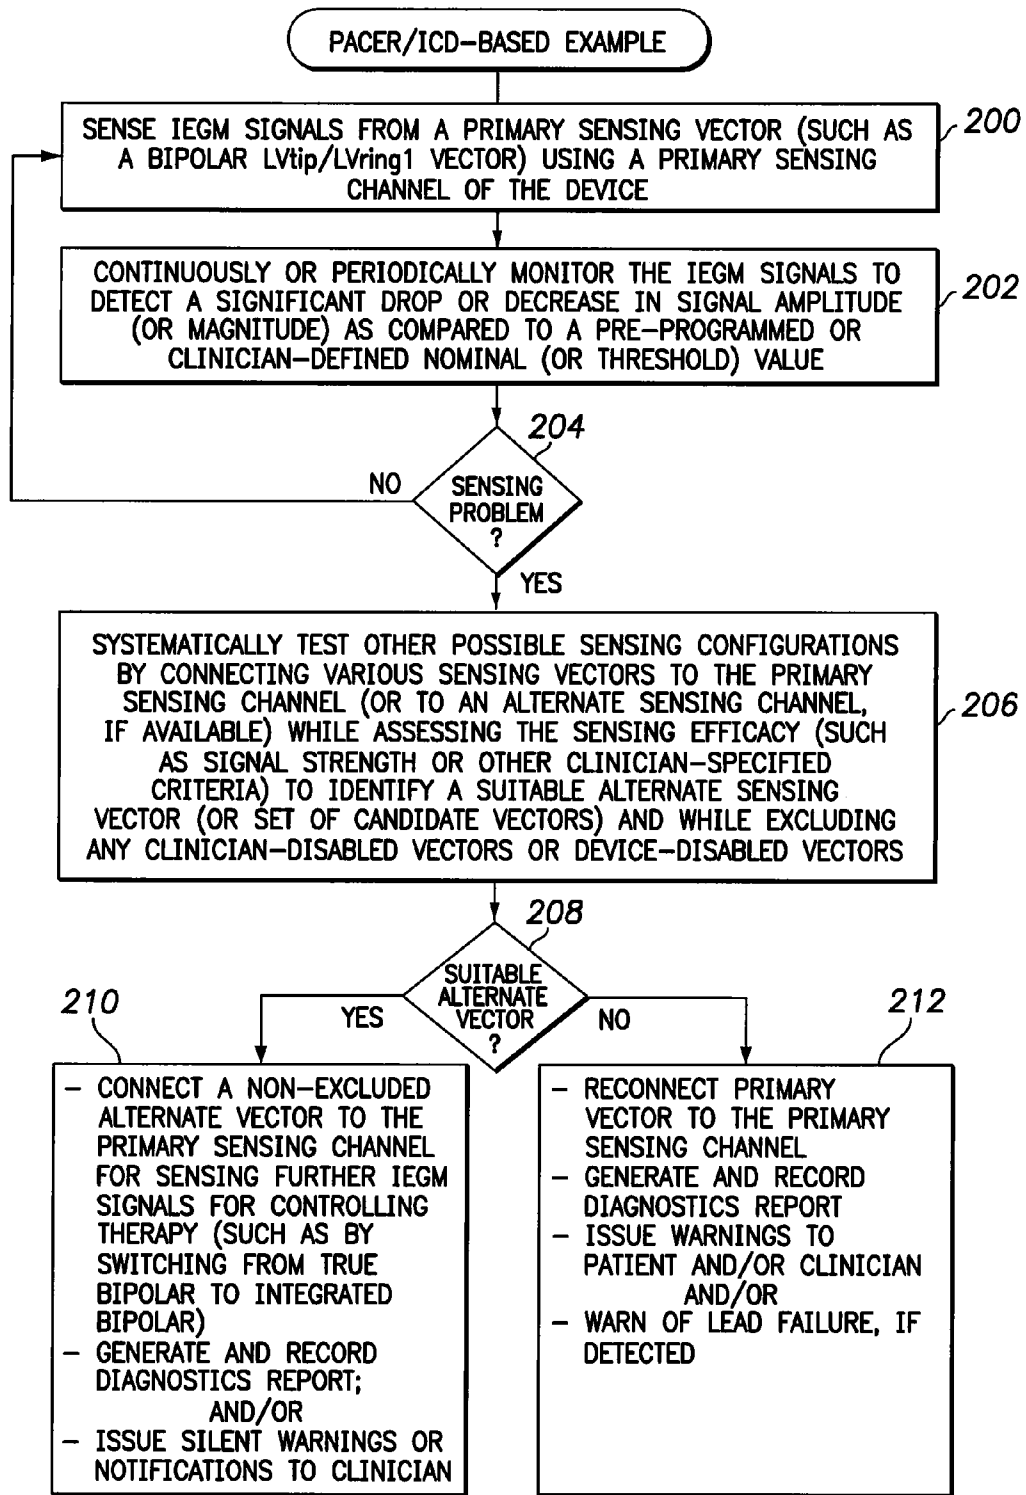 PACER/ICD-BASED EXAMPLE
200
SENSE IEGM SIGNALS FROM A PRIMARY SENSING VECTOR (SUCH AS
A BIPOLAR LVtip/LVring1 VECTOR) USING A PRIMARY SENSING
CHANNEL OF THE DEVICE
202
CONTINUOUSLY OR PERIODICALLY MONITOR THE IEGM SIGNALS TO
DETECT A SIGNIFICANT DROP OR DECREASE IN SIGNAL AMPLITUDE
(OR MAGNITUDE) AS COMPARED TO A PRE-PROGRAMMED OR
CLINICIAN-DEFINED NOMINAL (OR THRESHOLD) VALUE
204
NO
SENSING
PROBLEM
?
YES
206
SYSTEMATICALLY TEST OTHER POSSIBLE SENSING CONFIGURATIONS
BY CONNECTING VARIOUS SENSING VECTORS TO THE PRIMARY
SENSING CHANNEL (OR TO AN ALTERNATE SENSING CHANNEL,
IF AVAILABLE) WHILE ASSESSING THE SENSING EFFICACY (SUCH
AS SIGNAL STRENGTH OR OTHER CLINICIAN-SPECIFIED
CRITERIA) TO IDENTIFY A SUITABLE ALTERNATE SENSING
VECTOR (OR SET OF CANDIDATE VECTORS) AND WHILE EXCLUDING
ANY CLINICIAN-DISABLED VECTORS OR DEVICE-DISABLED VECTORS
208
SUITABLE
ALTERNATE
VECTOR
?
YES
NO
210
- CONNECT A NON-EXCLUDED
ALTERNATE VECTOR TO THE
PRIMARY SENSING CHANNEL
FOR SENSING FURTHER IEGM
SIGNALS FOR CONTROLLING
THERAPY (SUCH AS BY
SWITCHING FROM TRUE
BIPOLAR TO INTEGRATED
BIPOLAR)
- GENERATE AND RECORD
DIAGNOSTICS REPORT;
AND/OR
- ISSUE SILENT WARNINGS OR
NOTIFICATIONS TO CLINICIAN
212
- RECONNECT PRIMARY
VECTOR TO THE PRIMARY
SENSING CHANNEL
- GENERATE AND RECORD
DIAGNOSTICS REPORT
- ISSUE WARNINGS TO
PATIENT AND/OR CLINICIAN
AND/OR
- WARN OF LEAD FAILURE, IF
DETECTED